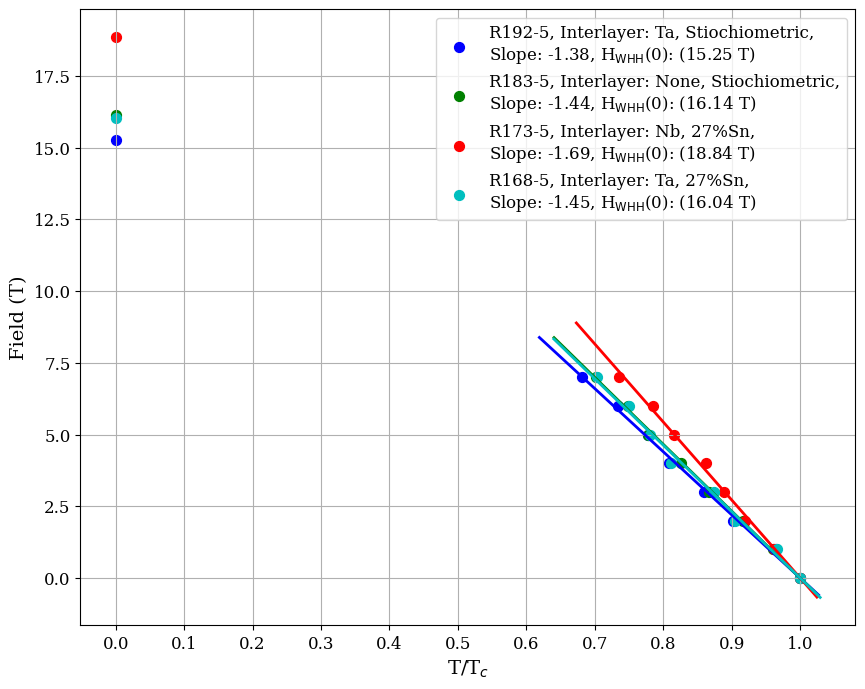 R192-5, Interlayer: Ta, Stiochiometric,
Slope: -1.38, H_WHH(0): (15.25 T)
R183-5, Interlayer: None, Stiochiometric,
Slope: -1.44, H_WHH(0): (16.14 T)
R173-5, Interlayer: Nb, 27%Sn,
Slope: -1.69, H_WHH(0): (18.84 T)
R168-5, Interlayer: Ta, 27%Sn,
Slope: -1.45, H_WHH(0): (16.04 T)
Field (T)
17.5
15.0
12.5
10.0
7.5
5.0
2.5
0.0
0.0 0.1 0.2 0.3 0.4 0.5 0.6 0.7 0.8 0.9 1.0
T/T_c